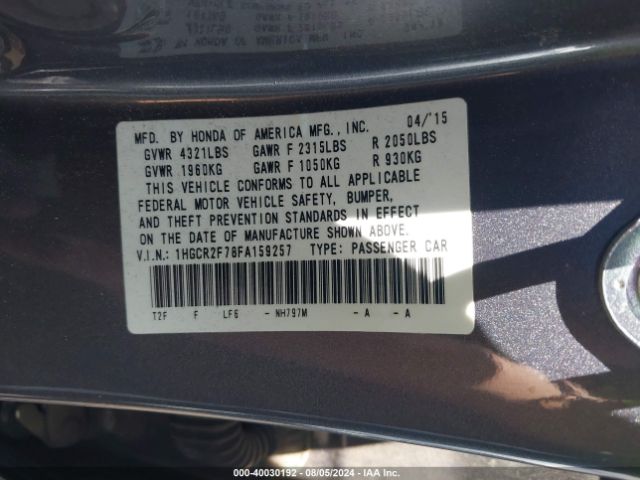 MFD. BY HONDA OF AMERICA MFG., INC. 04/'15
GVWR 4321LBS GAWR F 2315LBS R 2050LBS
GVWR 1960KG GAWR F 1050KG R 930KG
THIS VEHICLE CONFORMS TO ALL APPLICABLE
FEDERAL MOTOR VEHICLE SAFETY, BUMPER,
AND THEFT PREVENTION STANDARDS IN EFFECT
ON THE DATE OF MANUFACTURE SHOWN ABOVE.
V.I.N.: 1HGCR2F78FA159257 TYPE: PASSENGER CAR
T2F F LF6 - NH797M - A - A
000-40030192 - 08/05/2024 - IAA Inc.